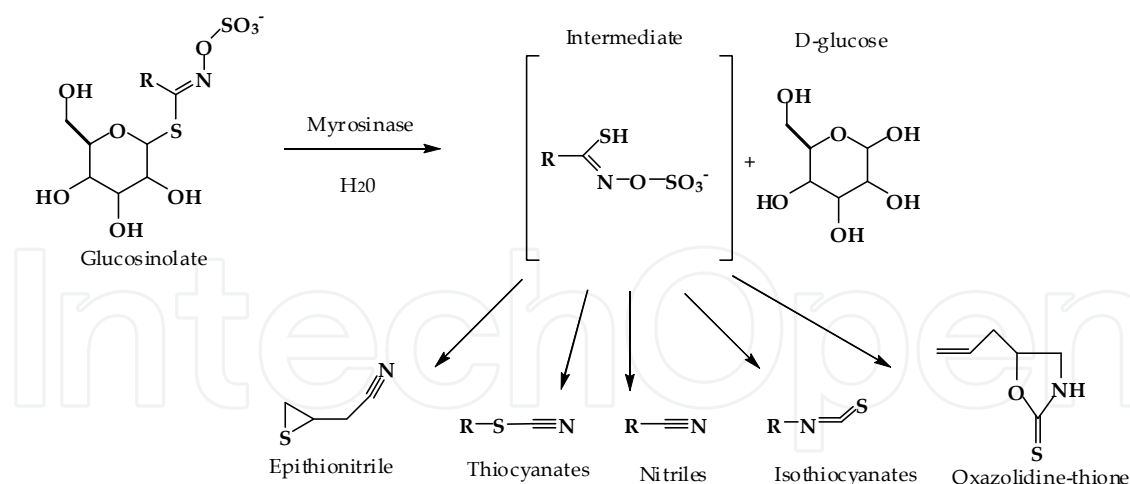 Intermediate
D-glucose
SO₃⁻
O
N
R
S
OH
O
OH
HO
OH
OH
Glucosinolate
Myrosinase
H20
SH
R
N–O–SO₃⁻
+
OH
O
OH
HO
OH
OH
IntechOpen
S
N
Epithionitrile
R–S–≡N
Thiocyanates
R–≡N
Nitriles
R–N=S
Isothiocyanates
O
NH
S
Oxazolidine-thione